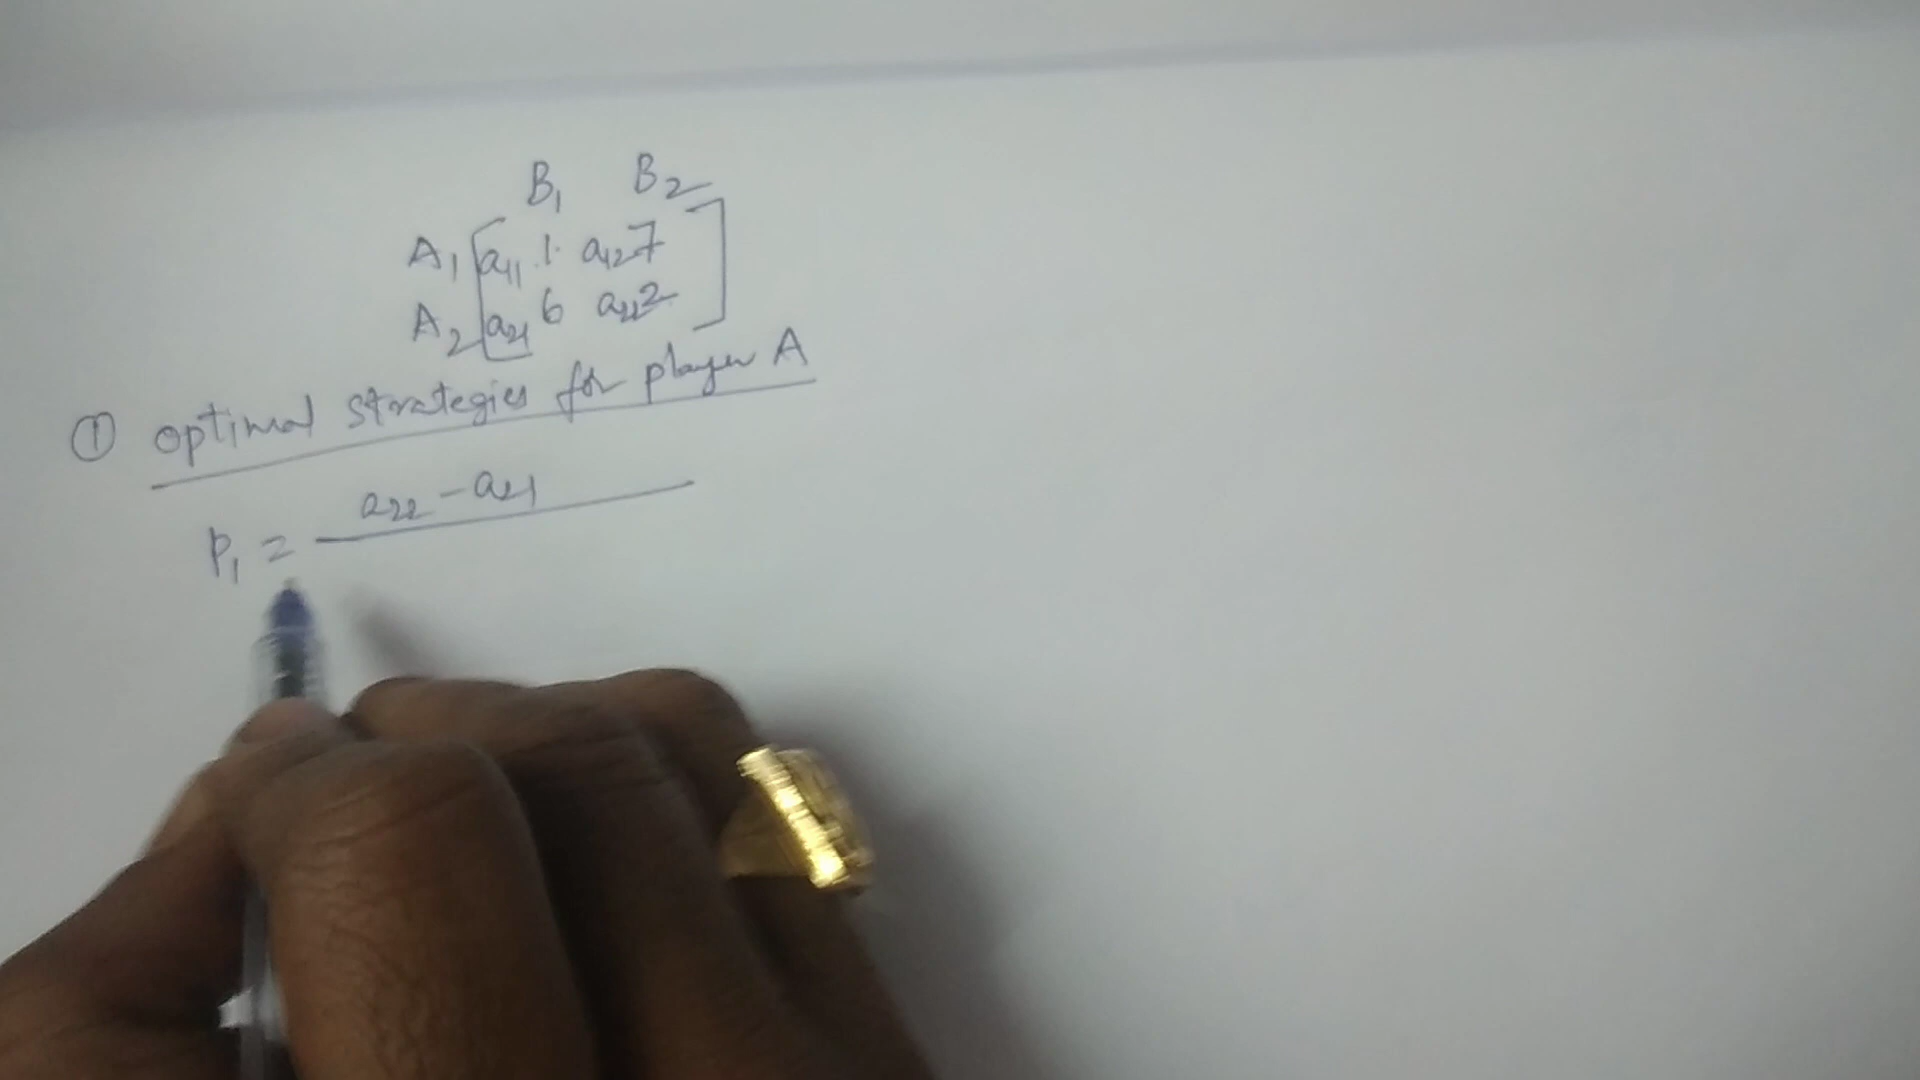 B₁ B₂
A₁ [a₁₁ 1 a₁₂ 7]
A₂ [a₂₁ 6 a₂₂ 2]
① optimal strategies for player A
P₁ = a₂₂ - a₂₁